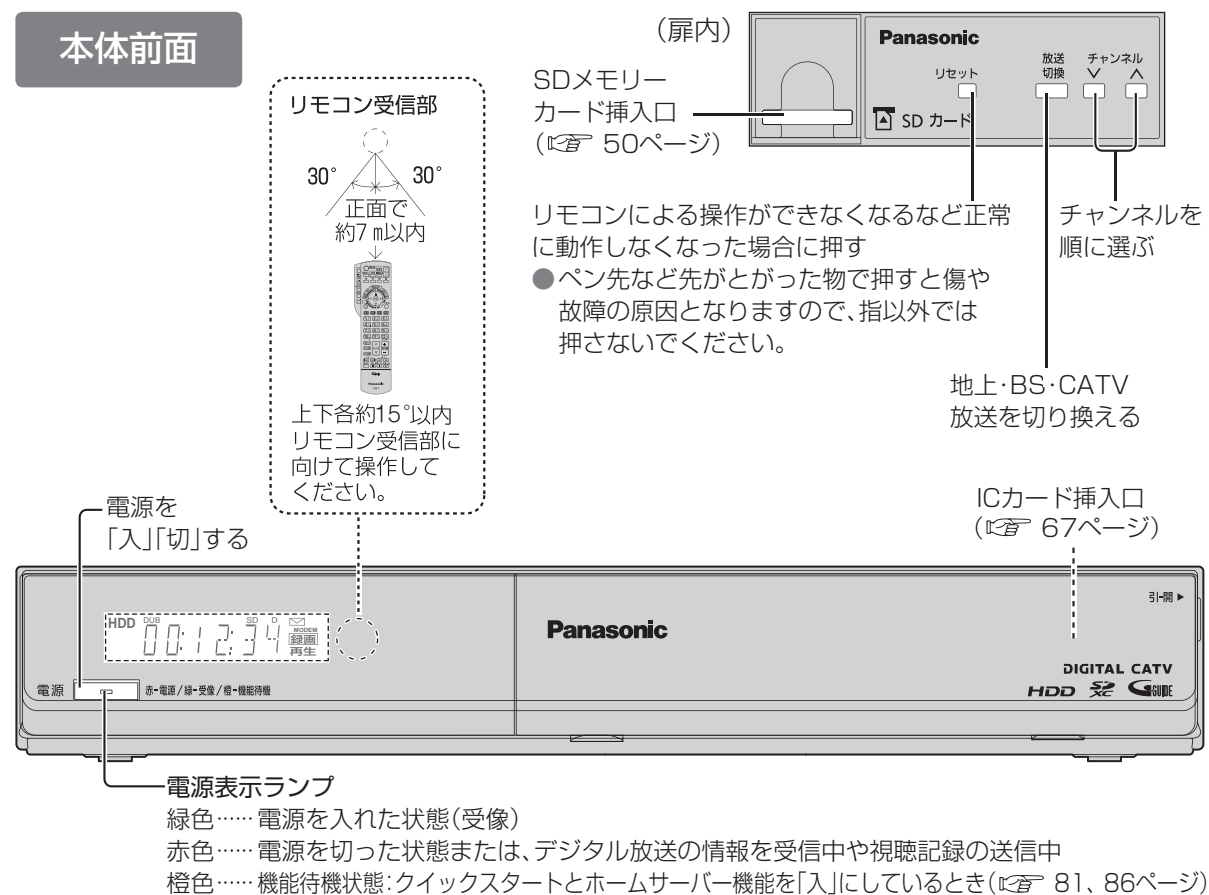 本体前面
リモコン受信部
30°
30°
正面で
約7 m以内
上下各約15°以内
リモコン受信部に
向けて操作して
ください。
(扉内)
SDメモリー
カード挿入口
(☞ 50ページ)
Panasonic
リセット
放送
切換
チャンネル
∨ ∧
SD カード
リモコンによる操作ができなくなるなど正常
に動作しなくなった場合に押す
●ペン先など先がとがった物で押すと傷や
故障の原因となりますので、指以外では
押さないでください。
チャンネルを
順に選ぶ
地上・BS・CATV
放送を切り換える
電源を
「入」「切」する
ICカード挿入口
(☞ 67ページ)
HDD
DUB
SD D
00:12:34
MODEM
録画
再生
Panasonic
引-開 ▶
DIGITAL CATV
HDD SD XC G-GUIDE
電源
赤-電源/緑-受像/橙-機能待機
電源表示ランプ
緑色……電源を入れた状態(受像)
赤色……電源を切った状態または、デジタル放送の情報を受信中や視聴記録の送信中
橙色……機能待機状態:クイックスタートとホームサーバー機能を「入」にしているとき(☞ 81、86ページ)